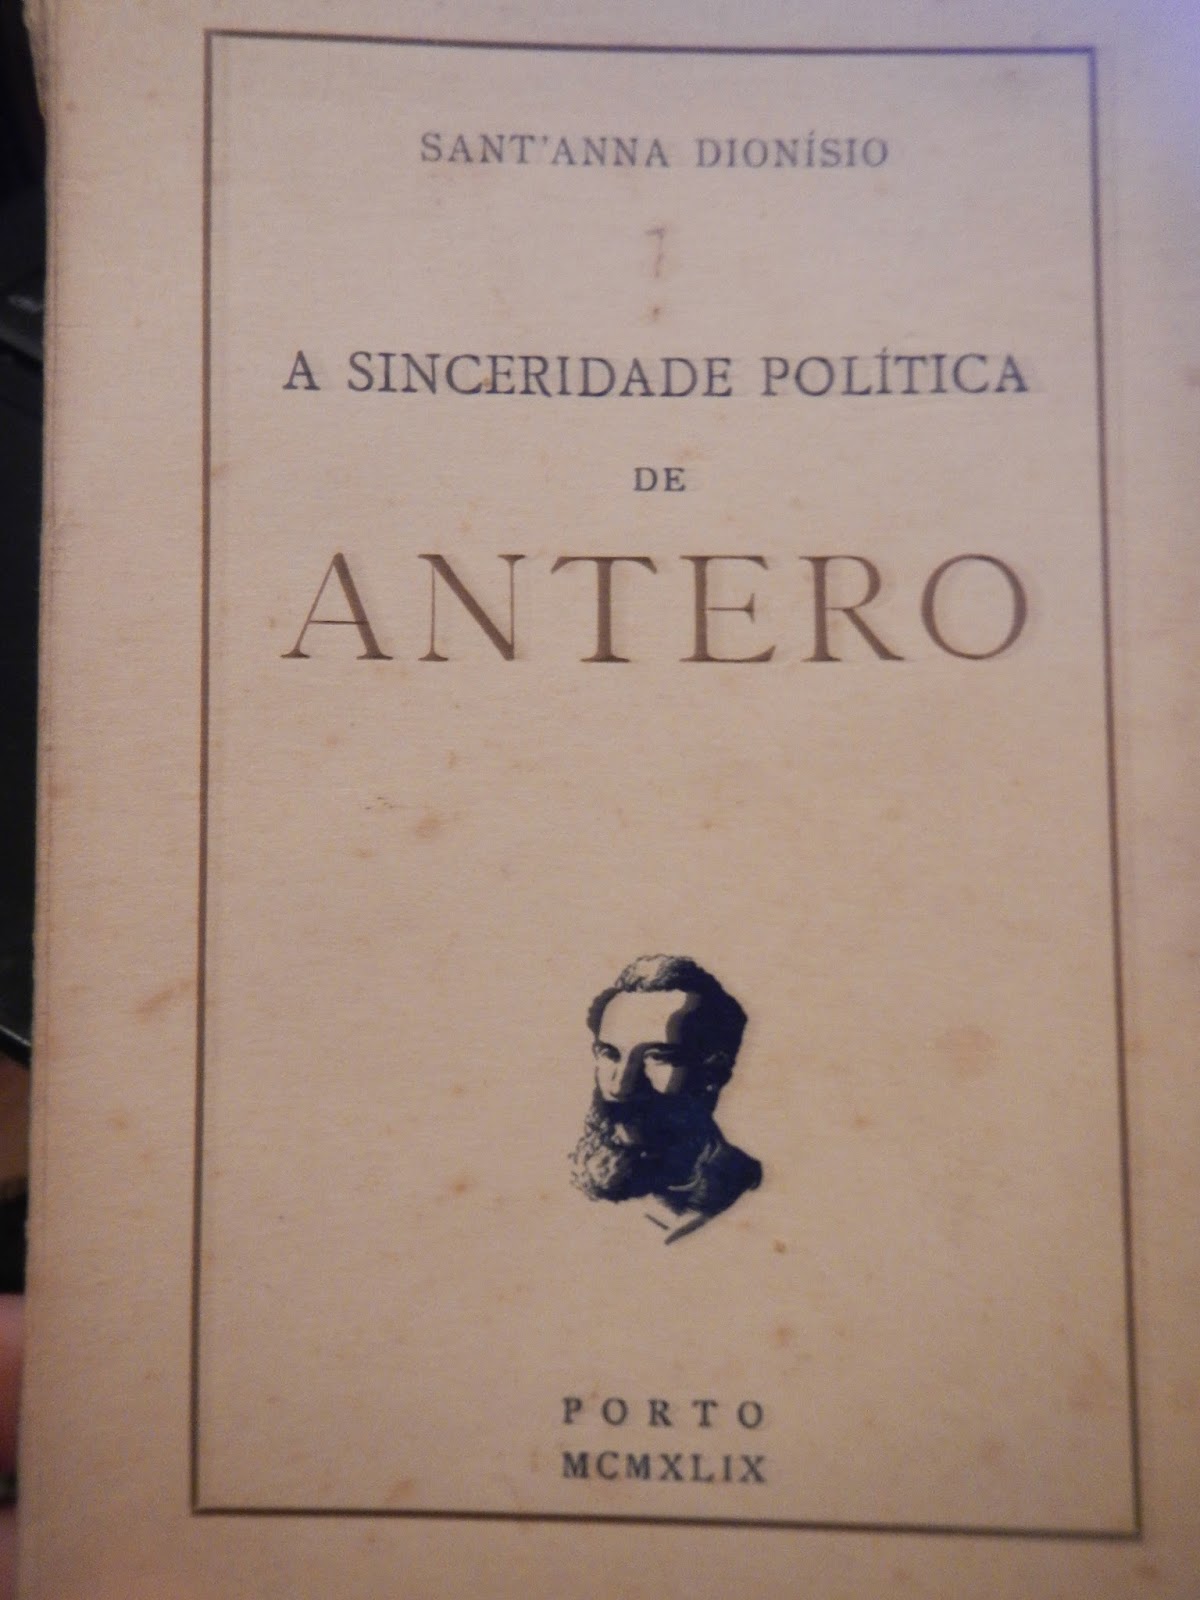 SANT'ANNA DIONÍSIO
A SINCERIDADE POLÍTICA
DE
ANTERO
PORTO
MCMXLIX